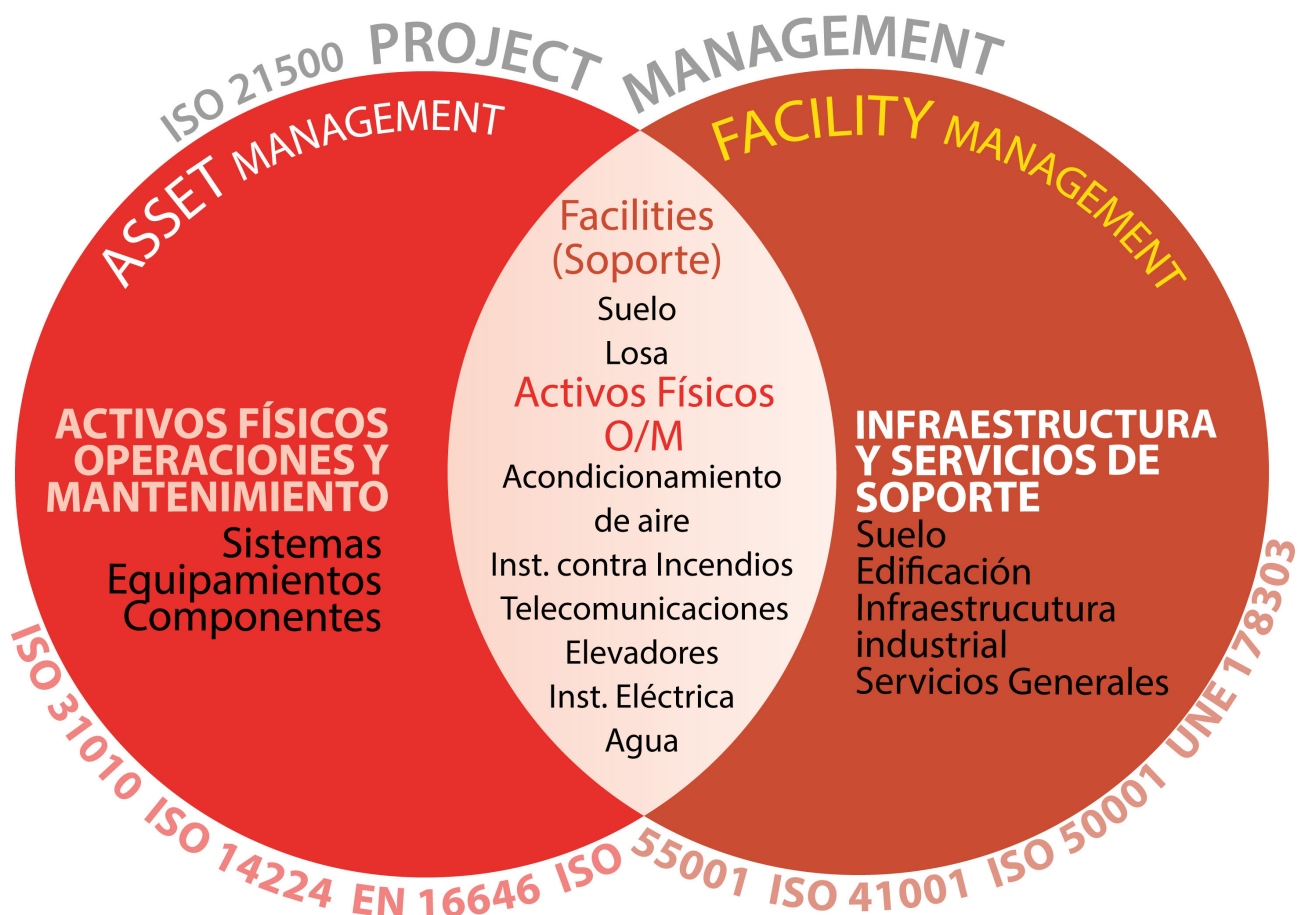 ISO 21500 PROJECT MANAGEMENT
ASSET MANAGEMENT
FACILITY MANAGEMENT
ACTIVOS FÍSICOS
OPERACIONES Y
MANTENIMIENTO
Sistemas
Equipamientos
Componentes
Facilities
(Soporte)
Suelo
Losa
Activos Físicos
O/M
Acondicionamiento
de aire
Inst. contra Incendios
Telecomunicaciones
Elevadores
Inst. Eléctrica
Agua
INFRAESTRUCTURA
Y SERVICIOS DE
SOPORTE
Suelo
Edificación
Infraestrucutura
industrial
Servicios Generales
ISO 31010 ISO 14224 EN 16646 ISO 55001 ISO 41001 ISO 50001 UNE 178303